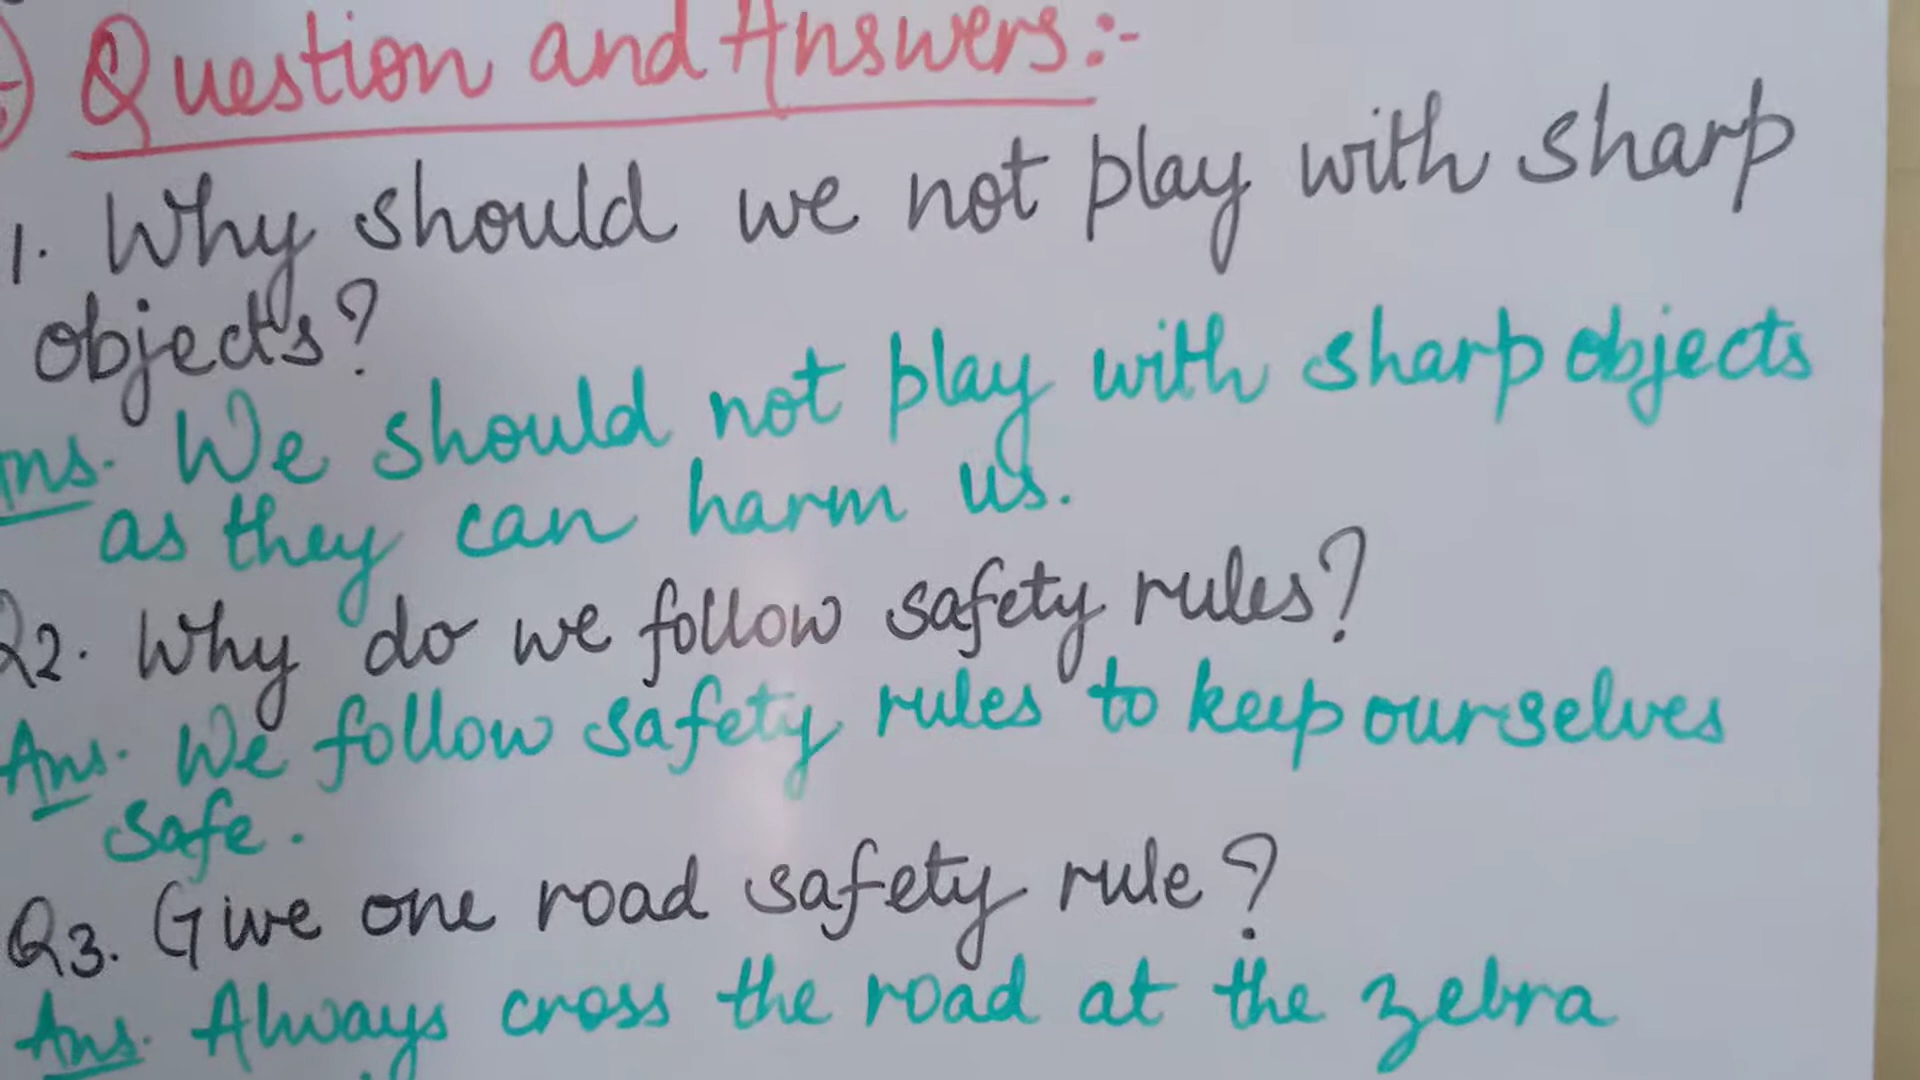 Question and Answers:-
1. Why should we not play with sharp
objects?
Ans. We should not play with sharp objects
as they can harm us.
Q2. Why do we follow safety rules?
Ans. We follow safety rules to keep ourselves
safe.
Q3. Give one road safety rule?
Ans. Always cross the road at the zebra